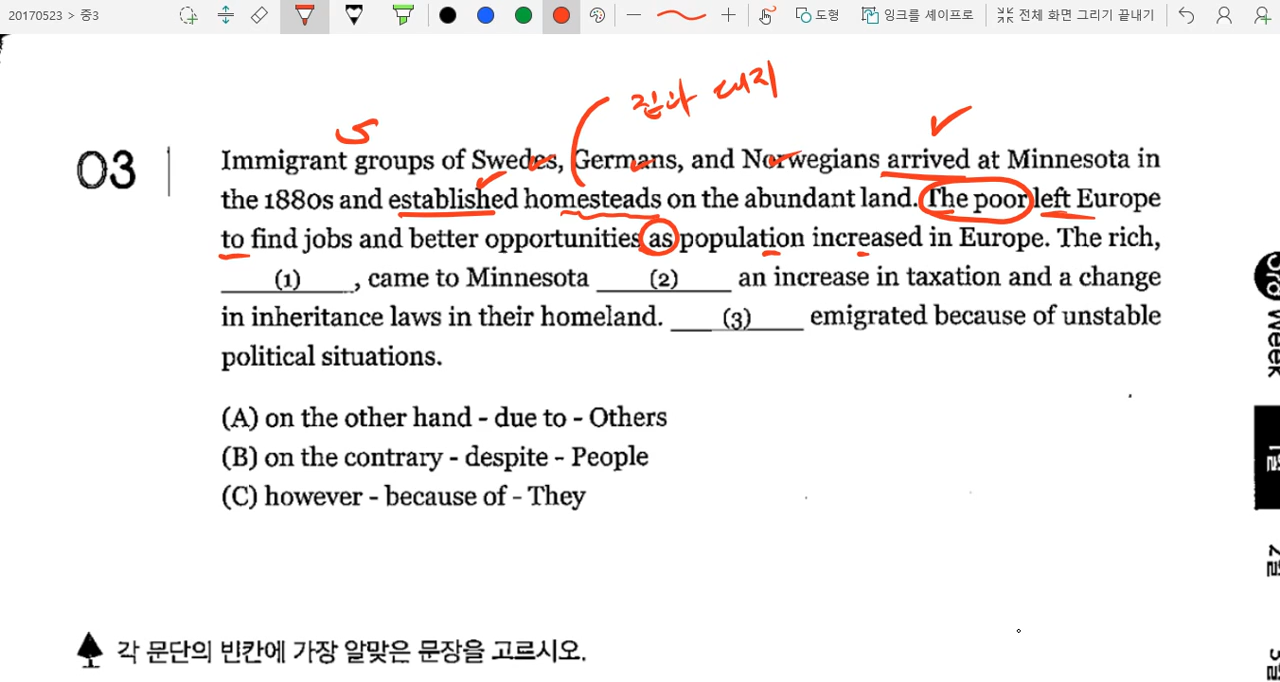 20170523 > 중3
도형 잉크를 셰이프로 전체 화면 그리기 끝내기
집과 대지
S
03
Immigrant groups of Swedes, Germans, and Norwegians arrived at Minnesota in
the 1880s and established homesteads on the abundant land. The poor left Europe
to find jobs and better opportunities as population increased in Europe. The rich,
(1) , came to Minnesota (2) an increase in taxation and a change
in inheritance laws in their homeland. (3) emigrated because of unstable
political situations.
(A) on the other hand - due to - Others
(B) on the contrary - despite - People
(C) however - because of - They
각 문단의 빈칸에 가장 알맞은 문장을 고르시오.
3rd Week